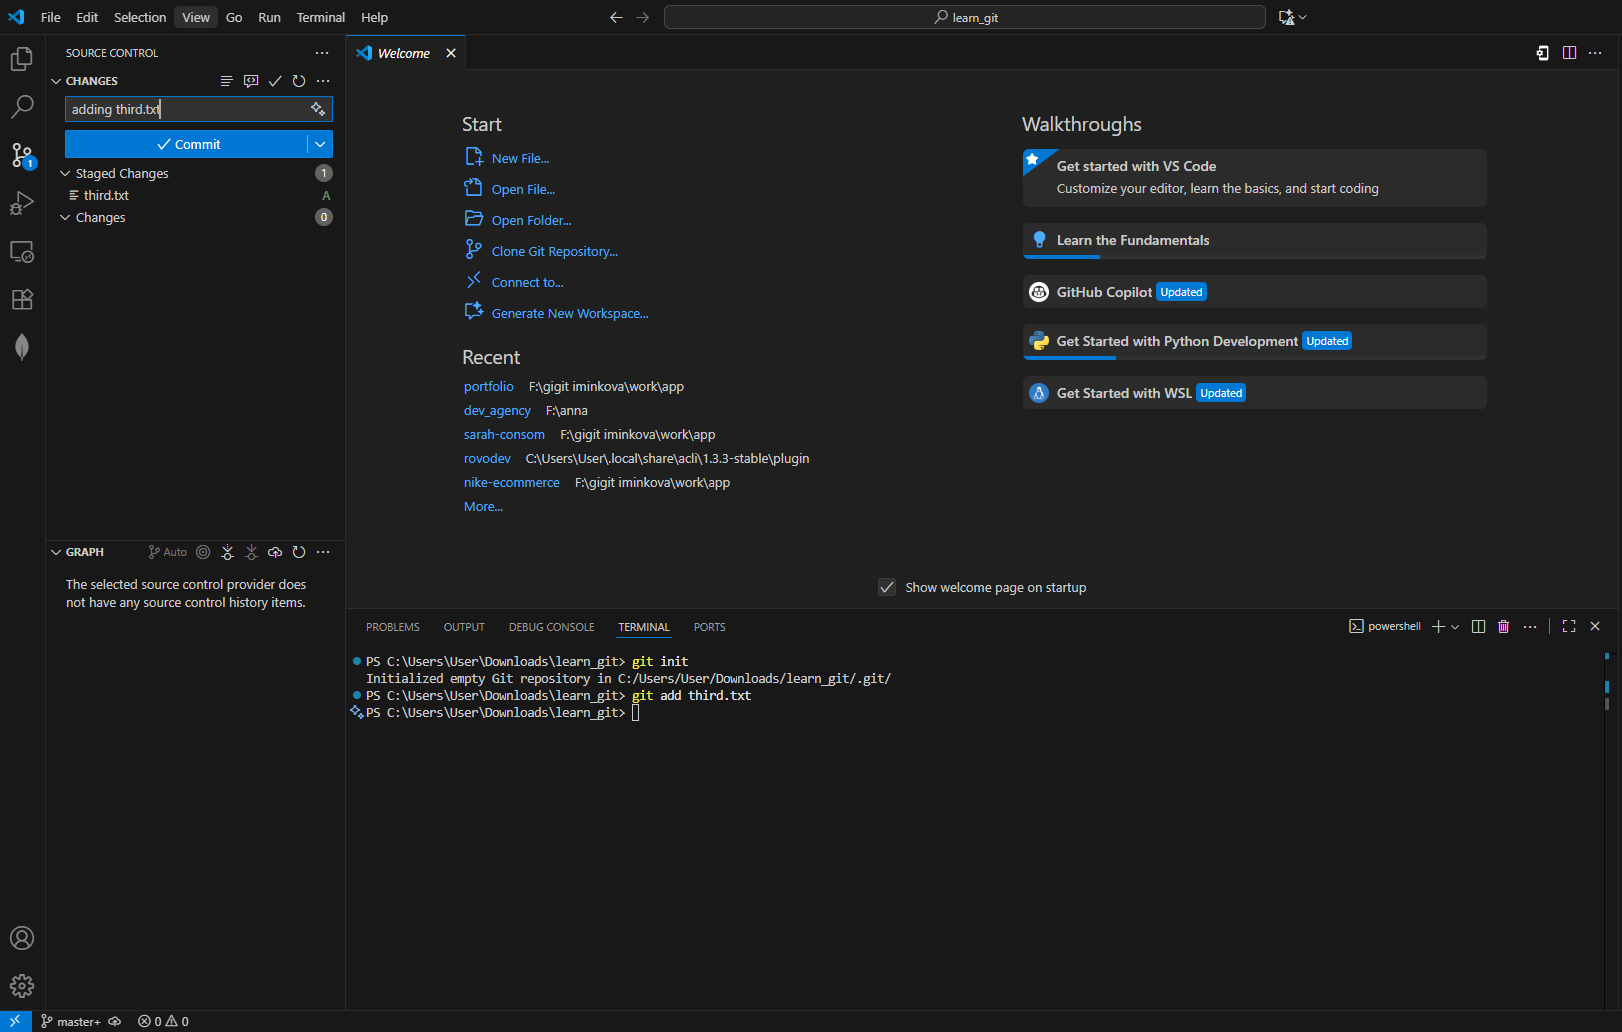 File Edit Selection View Go Run Terminal Help
learn_git
SOURCE CONTROL
Welcome
CHANGES
adding third.txt
Commit
Staged Changes 1
third.txt A
Changes 0
Start
New File...
Open File...
Open Folder...
Clone Git Repository...
Connect to...
Generate New Workspace...
Recent
portfolio F:\gigit iminkova\work\app
dev_agency F:\anna
sarah-consom F:\gigit iminkova\work\app
rovodev C:\Users\User\.local\share\acli\1.3.3-stable\plugin
nike-ecommerce F:\gigit iminkova\work\app
More...
Walkthroughs
Get started with VS Code
Customize your editor, learn the basics, and start coding
Learn the Fundamentals
GitHub Copilot Updated
Get Started with Python Development Updated
Get Started with WSL Updated
Show welcome page on startup
GRAPH Auto
The selected source control provider does
not have any source control history items.
PROBLEMS OUTPUT DEBUG CONSOLE TERMINAL PORTS
powershell
PS C:\Users\User\Downloads\learn_git> git init
Initialized empty Git repository in C:/Users/User/Downloads/learn_git/.git/
PS C:\Users\User\Downloads\learn_git> git add third.txt
PS C:\Users\User\Downloads\learn_git>
1
master+ 0 0